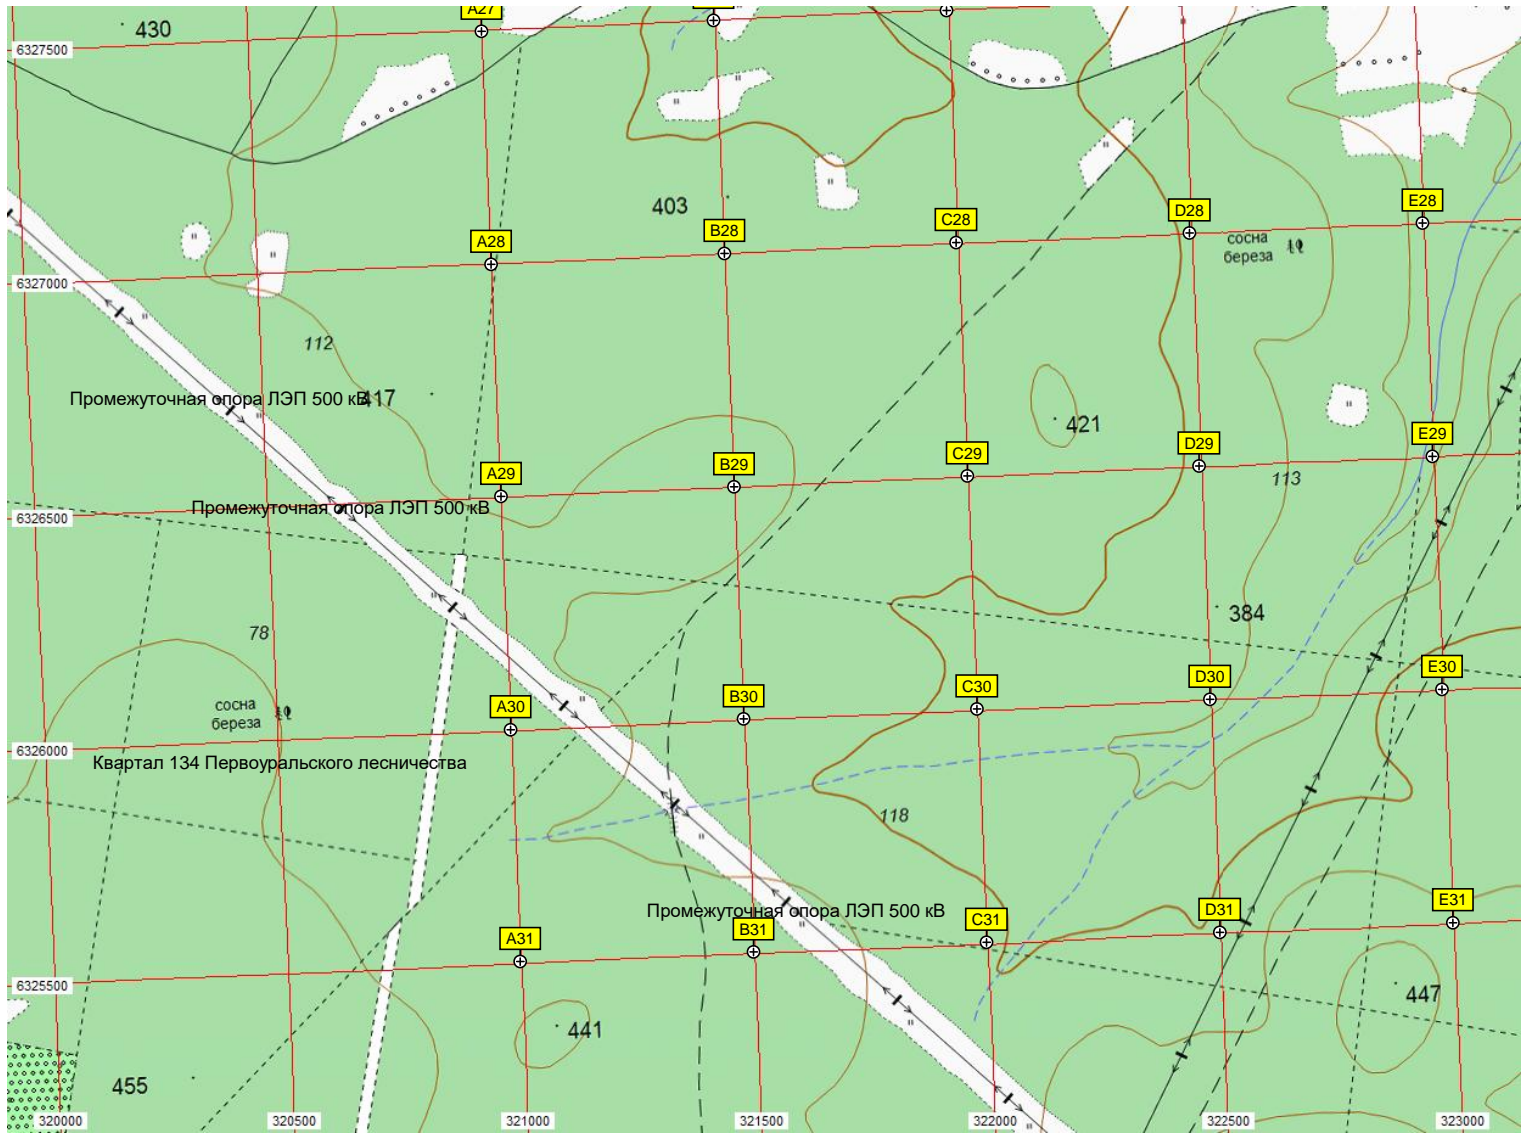 A27
430
6327500
403
E28
D28
C28
B28
A28
сосна
береза
6327000
112
Промежуточная опора ЛЭП 500 кВ
417
421
E29
D29
C29
B29
A29
113
Промежуточная опора ЛЭП 500 кВ
6326500
384
78
E30
D30
C30
B30
A30
сосна
береза
6326000
Квартал 134 Первоуральского лесничества
118
Промежуточная опора ЛЭП 500 кВ
E31
D31
C31
B31
A31
6325500
447
441
455
320000
320500
321000
321500
322000
322500
323000